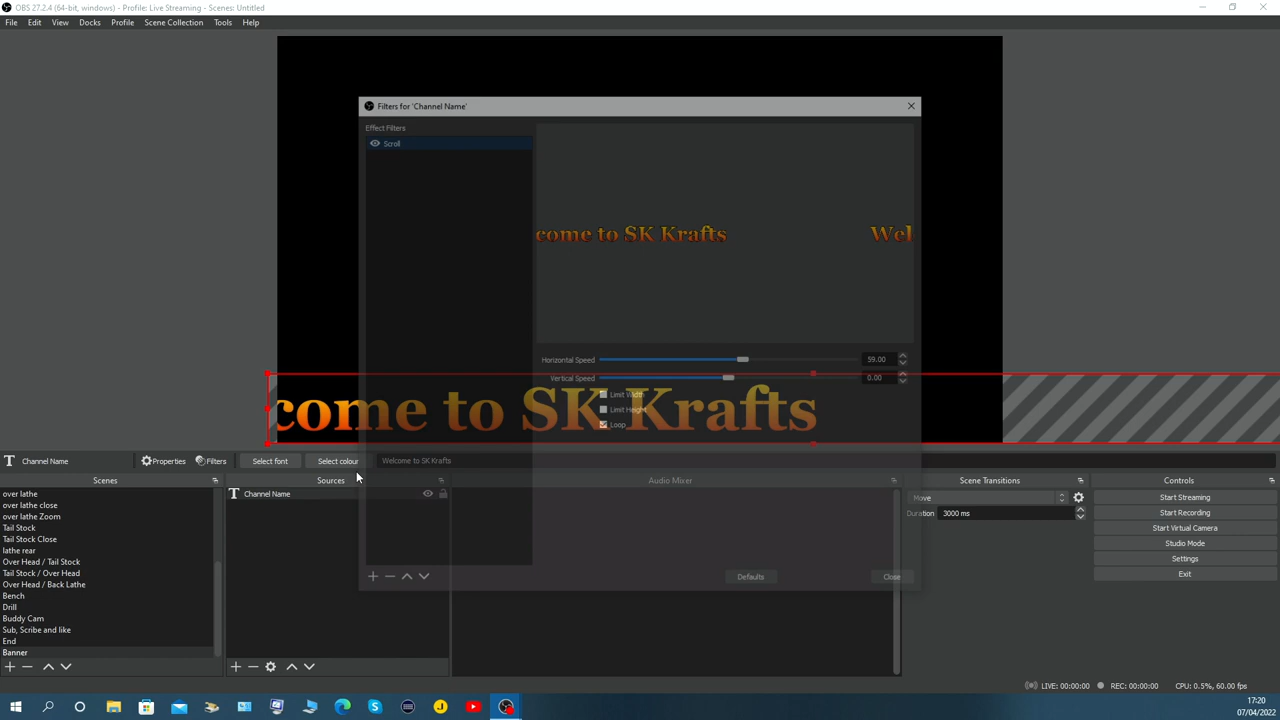 OBS 27.2.4 (64-bit, windows) - Profile: Live Streaming - Scenes: Untitled
File Edit View Docks Profile Scene Collection Tools Help
Filters for 'Channel Name'
Effect Filters
Scroll
come to SK Krafts Wel
Horizontal Speed 59.00
Vertical Speed 0.00
Limit Width
Limit Height
Loop
come to SK Krafts
Channel Name Properties Filters Select font Select colour Welcome to SK Krafts
Scenes Sources Audio Mixer Scene Transitions Controls
over lathe
over lathe close
over lathe Zoom
Tail Stock
Tail Stock Close
lathe rear
Over Head / Tail Stock
Tail Stock / Over Head
Over Head / Back Lathe
Bench
Drill
Buddy Cam
Sub, Scribe and like
End
Banner
Channel Name
Defaults Close
Move
Duration 3000 ms
Start Streaming
Start Recording
Start Virtual Camera
Studio Mode
Settings
Exit
LIVE: 00:00:00 REC: 00:00:00 CPU: 0.5%, 60.00 fps
17:20
07/04/2022